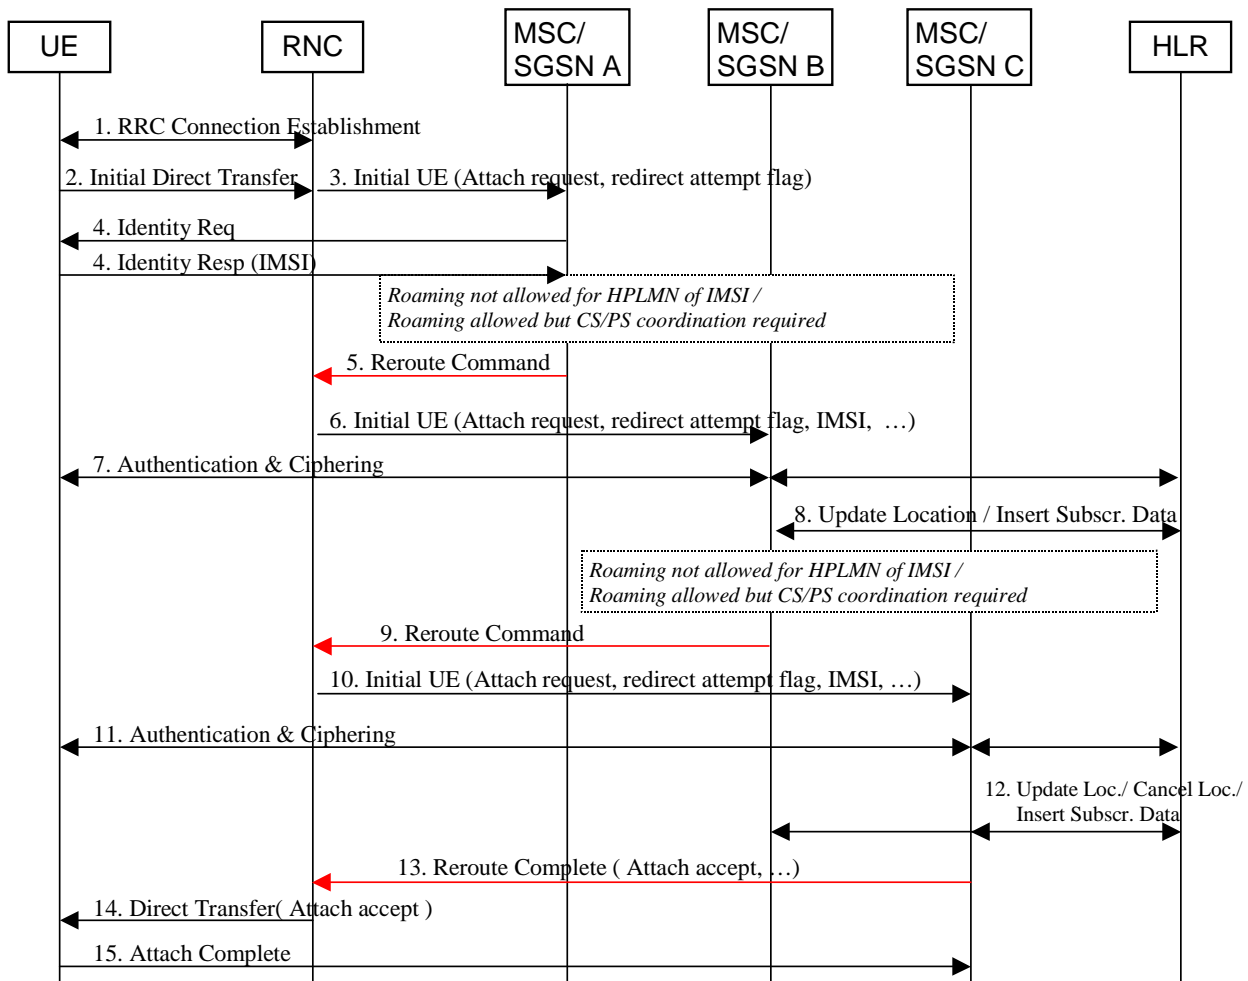 UE
RNC
MSC/
SGSN A
MSC/
SGSN B
MSC/
SGSN C
HLR
1. RRC Connection Establishment
2. Initial Direct Transfer
3. Initial UE (Attach request, redirect attempt flag)
4. Identity Req
4. Identity Resp (IMSI)
Roaming not allowed for HPLMN of IMSI /
Roaming allowed but CS/PS coordination required
5. Reroute Command
6. Initial UE (Attach request, redirect attempt flag, IMSI, …)
7. Authentication & Ciphering
8. Update Location / Insert Subscr. Data
Roaming not allowed for HPLMN of IMSI /
Roaming allowed but CS/PS coordination required
9. Reroute Command
10. Initial UE (Attach request, redirect attempt flag, IMSI, …)
11. Authentication & Ciphering
12. Update Loc./ Cancel Loc./
Insert Subscr. Data
13. Reroute Complete ( Attach accept, …)
14. Direct Transfer( Attach accept )
15. Attach Complete